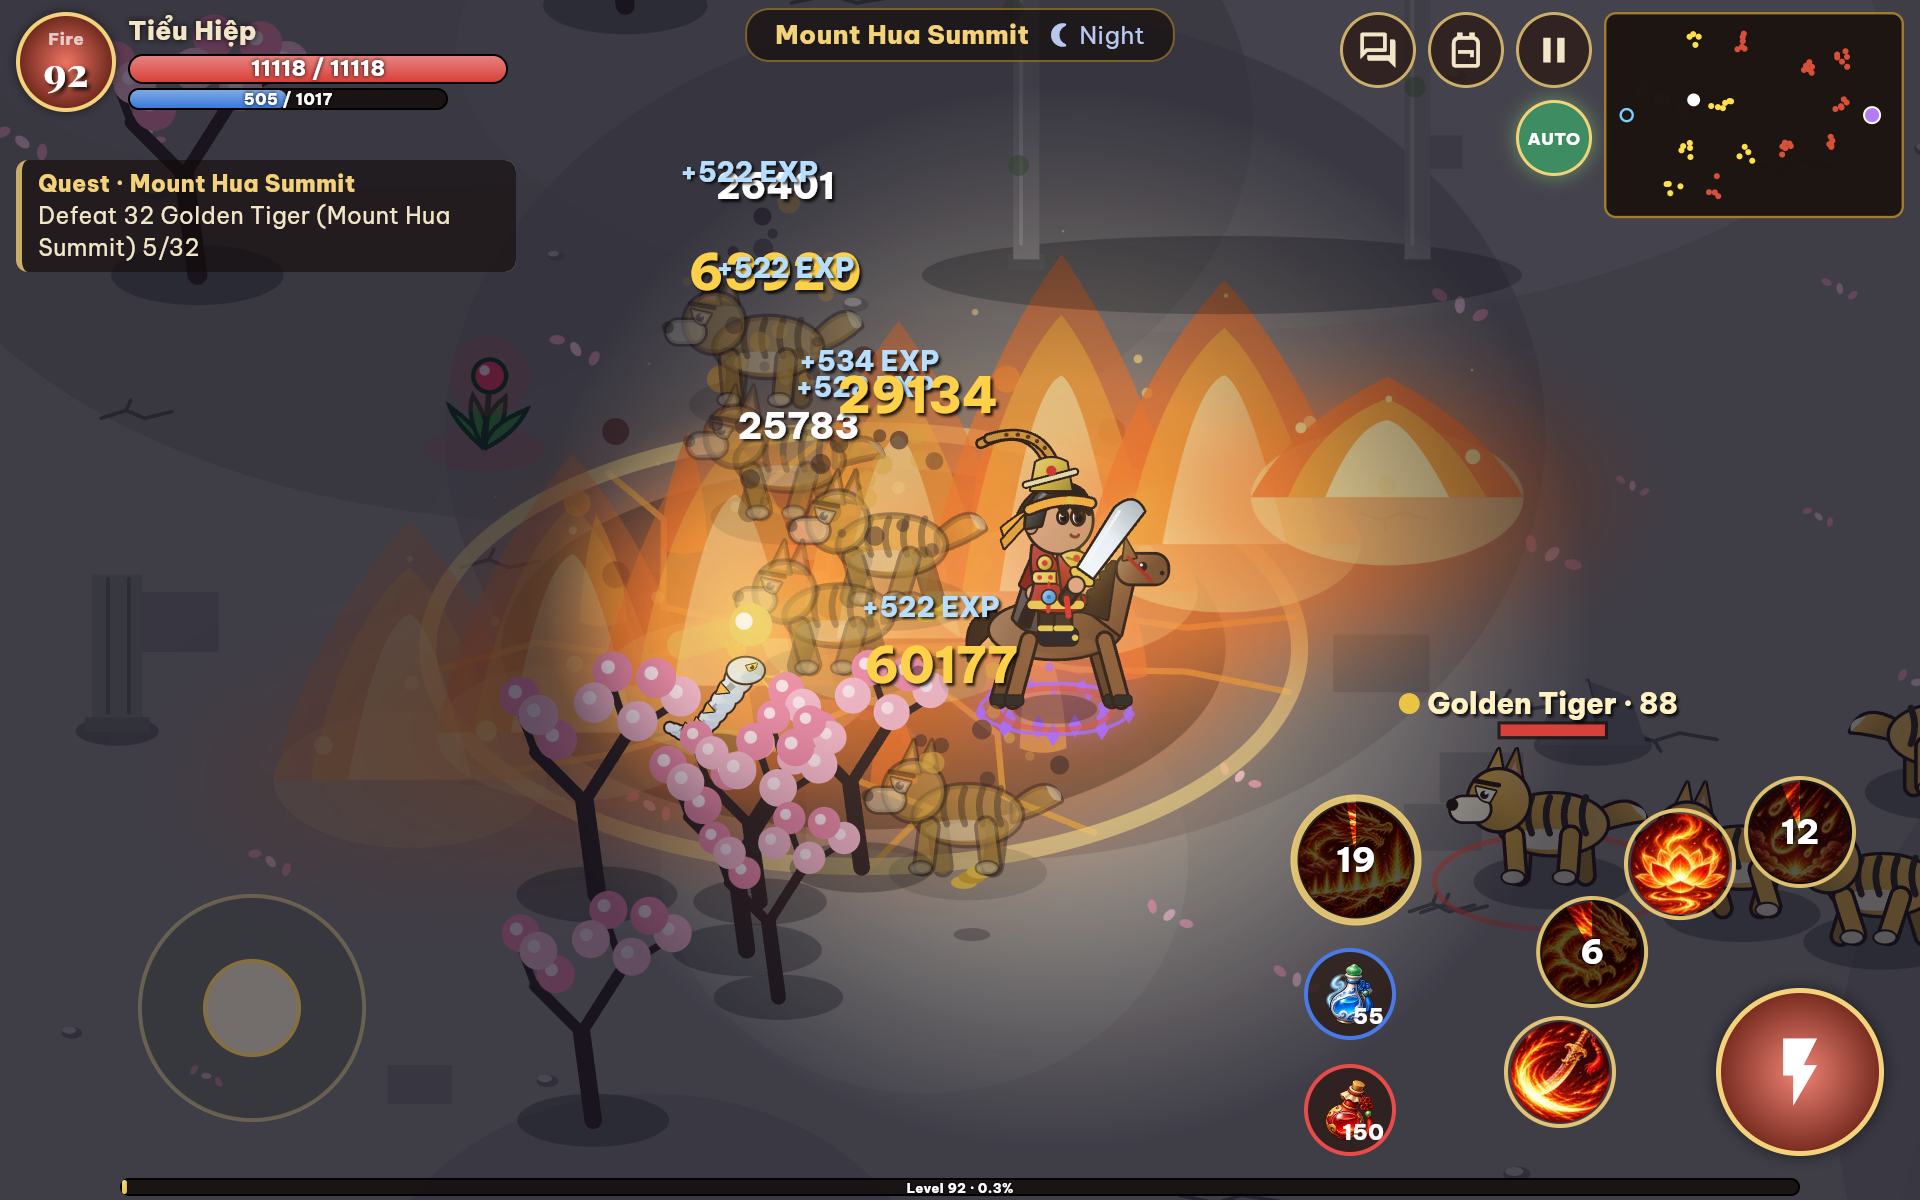 Fire
92
Tiểu Hiệp
11118 / 11118
505 / 1017
Mount Hua Summit
Night
AUTO
Quest · Mount Hua Summit
Defeat 32 Golden Tiger (Mount Hua
Summit) 5/32
+522 EXP
26401
+522 EXP
+534 EXP
29134
25783
+522 EXP
60177
Golden Tiger · 88
19
12
6
55
150
Level 92 · 0.3%